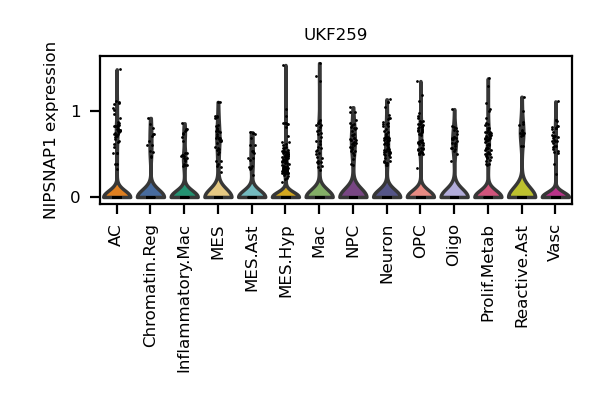 UKF259
NIPSNAP1 expression
1
0
AC
Chromatin.Reg
Inflammatory.Mac
MES
MES.Ast
MES.Hyp
Mac
NPC
Neuron
OPC
Oligo
Prolif.Metab
Reactive.Ast
Vasc